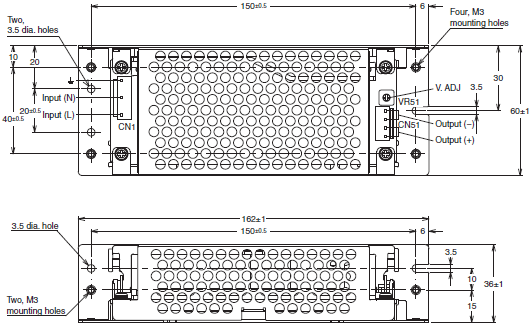 150±0.5
6
Two,
3.5 dia. holes
Four, M3
mounting holes
10
20
30
Input (N)
Input (L)
V. ADJ
3.5
VR51
20±0.5
40±0.5
60±1
CN1
CN51
Output (–)
Output (+)
162±1
150±0.5
6
3.5 dia. hole
3.5
10
36±1
Two, M3
mounting holes
15